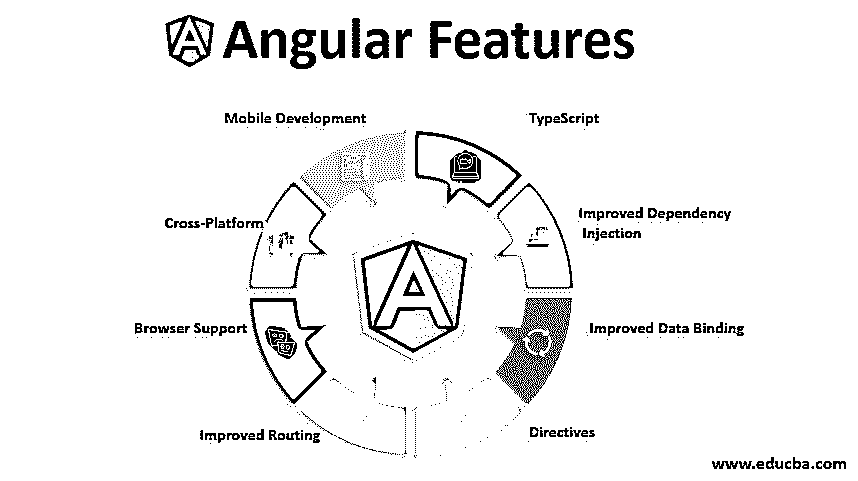 Angular Features
Mobile Development
TypeScript
Cross-Platform
Improved Dependency
Injection
Browser Support
Improved Data Binding
Improved Routing
Directives
www.educba.com